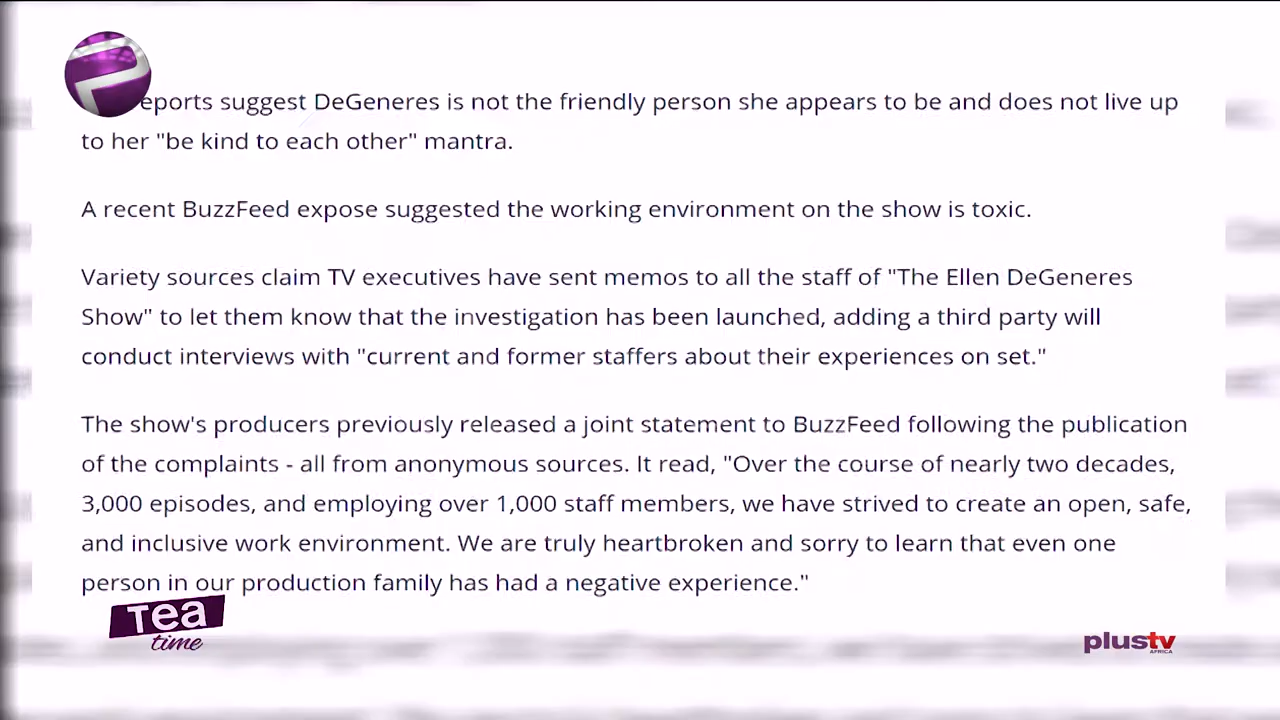 eports suggest DeGeneres is not the friendly person she appears to be and does not live up
to her "be kind to each other" mantra.
A recent BuzzFeed expose suggested the working environment on the show is toxic.
Variety sources claim TV executives have sent memos to all the staff of "The Ellen DeGeneres
Show" to let them know that the investigation has been launched, adding a third party will
conduct interviews with "current and former staffers about their experiences on set."
The show's producers previously released a joint statement to BuzzFeed following the publication
of the complaints - all from anonymous sources. It read, "Over the course of nearly two decades,
3,000 episodes, and employing over 1,000 staff members, we have strived to create an open, safe,
and inclusive work environment. We are truly heartbroken and sorry to learn that even one
person in our production family has had a negative experience."
Tea
time
plustv
AFRICA